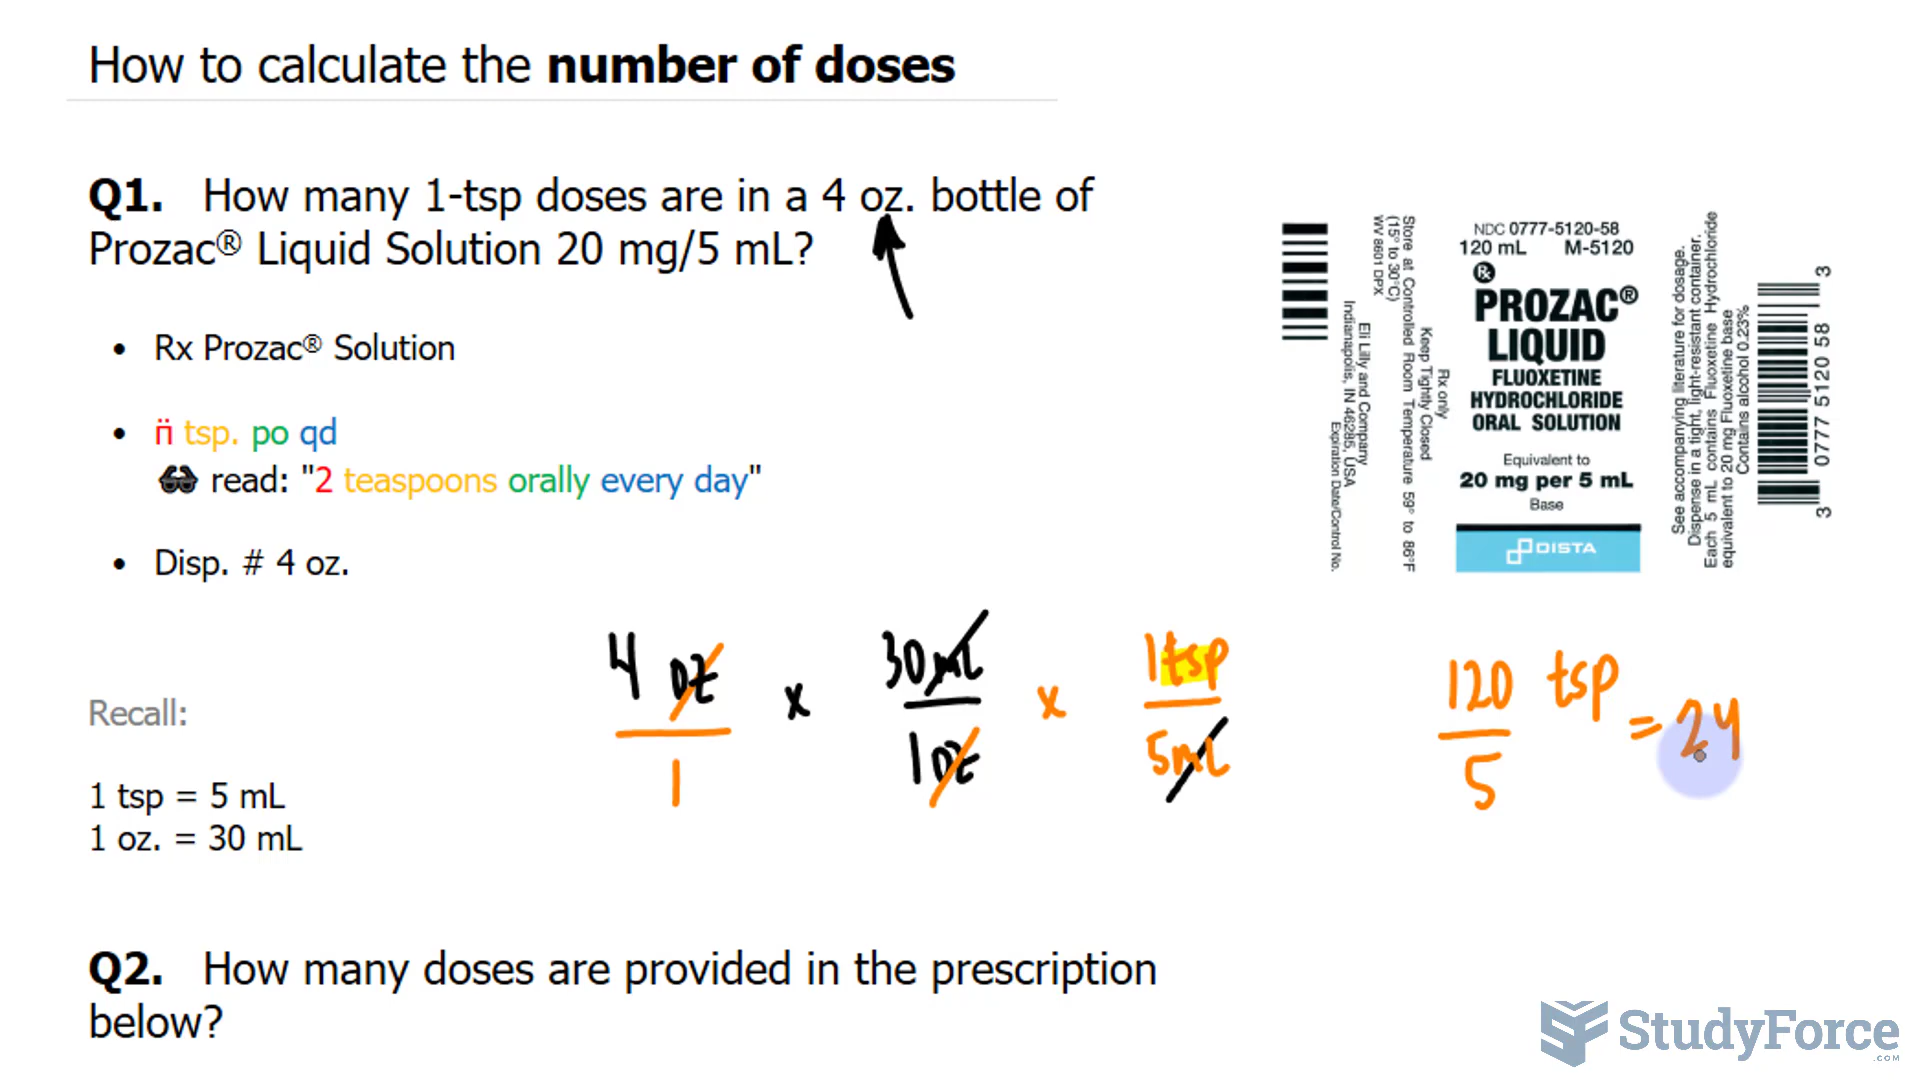 How to calculate the number of doses
Q1. How many 1-tsp doses are in a 4 oz. bottle of
Prozac® Liquid Solution 20 mg/5 mL?
• Rx Prozac® Solution
• n̈ tsp. po qd
read: "2 teaspoons orally every day"
• Disp. # 4 oz.
Recall:
1 tsp = 5 mL
1 oz. = 30 mL
4 oz
1
x
30 mL
1 oz
x
1 tsp
5 mL
120 tsp
5
= 24
Store at Controlled Room Temperature 59° to 86°F
(15° to 30°C)
WV 8601 DPX
Rx only
Keep Tightly Closed
Eli Lilly and Company
Indianapolis, IN 46285, USA
Expiration Date/Control No.
NDC 0777-5120-58
120 mL M-5120
Rx
PROZAC®
LIQUID
FLUOXETINE
HYDROCHLORIDE
ORAL SOLUTION
Equivalent to
20 mg per 5 mL
Base
DISTA
See accompanying literature for dosage.
Dispense in a tight, light-resistant container.
Each 5 mL contains Fluoxetine Hydrochloride
equivalent to 20 mg Fluoxetine base
Contains alcohol 0.23%
3 0777 5120 58 3
Q2. How many doses are provided in the prescription
below?
StudyForce
.COM